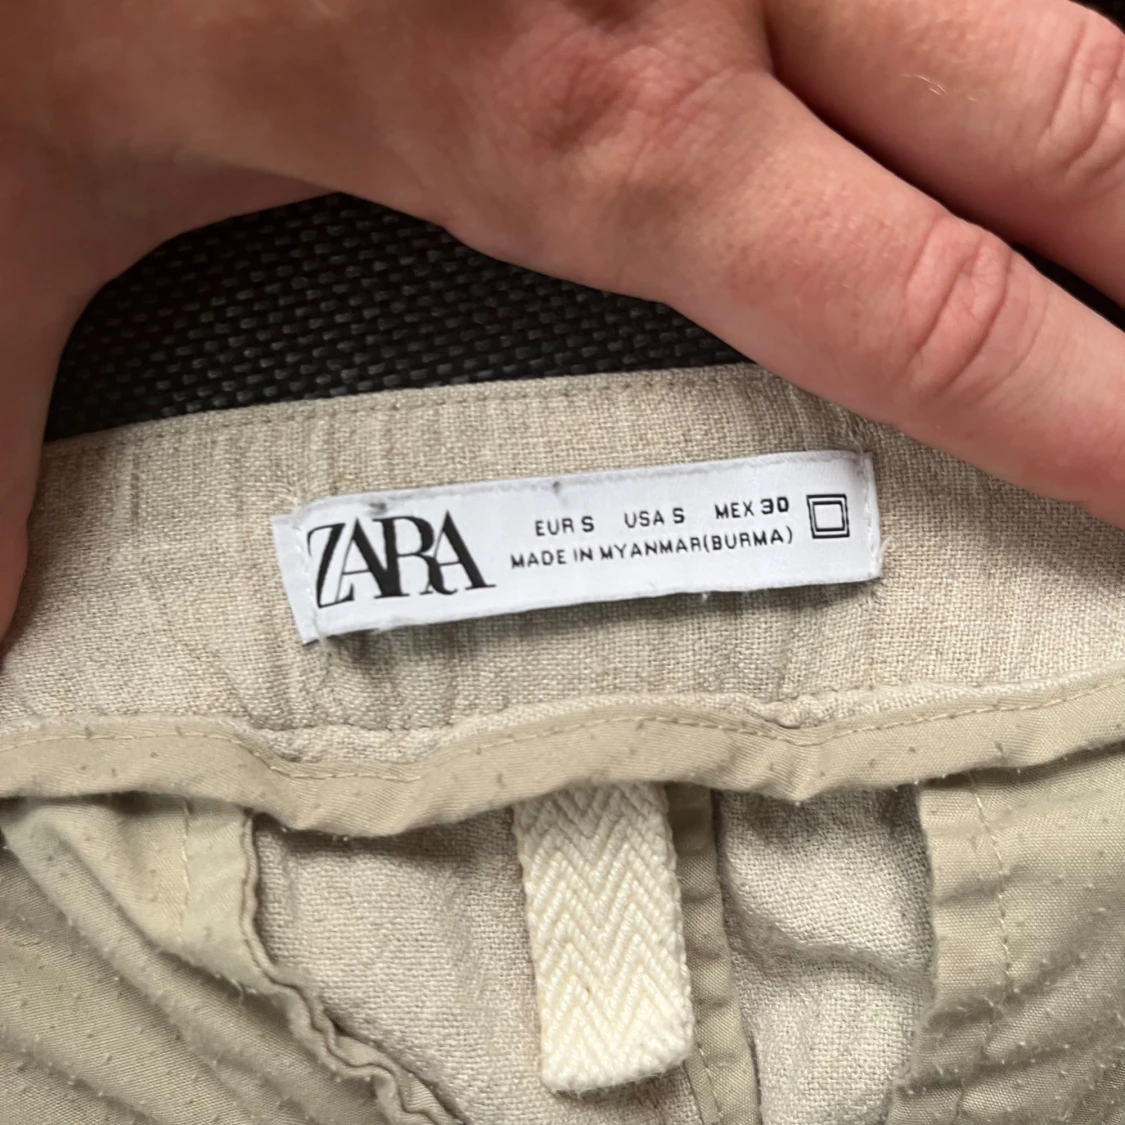 ZARA
EUR S USA S MEX 30
MADE IN MYANMAR(BURMA)